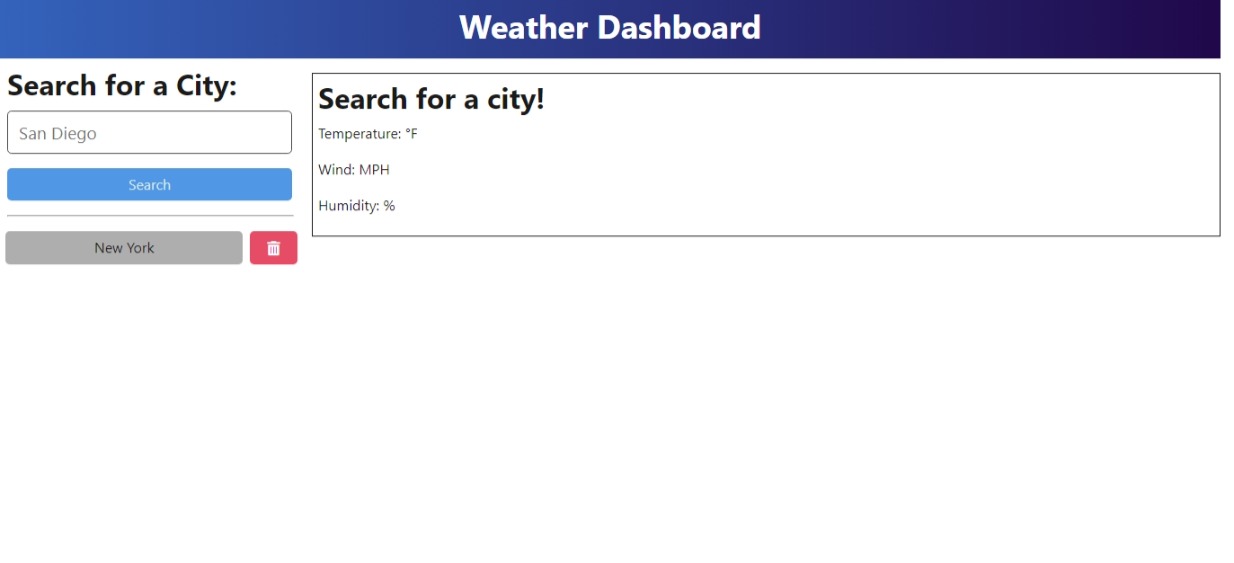 Weather Dashboard
Search for a City:
San Diego
Search
New York
Search for a city!
Temperature: °F
Wind: MPH
Humidity: %